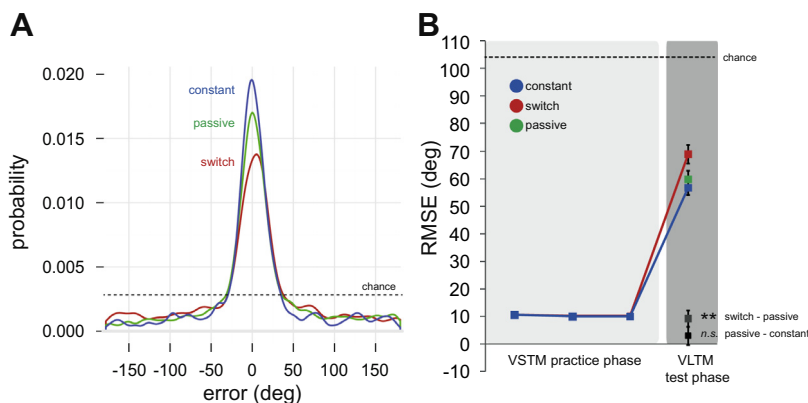 A
probability
0.020
0.015
0.010
0.005
0.000
constant
passive
switch
chance
-150 -100 -50 0 50 100 150
error (deg)
B
RMSE (deg)
110
100
90
80
70
60
50
40
30
20
10
0
-10
chance
constant
switch
passive
** switch - passive
n.s. passive - constant
VSTM practice phase
VLTM
test phase